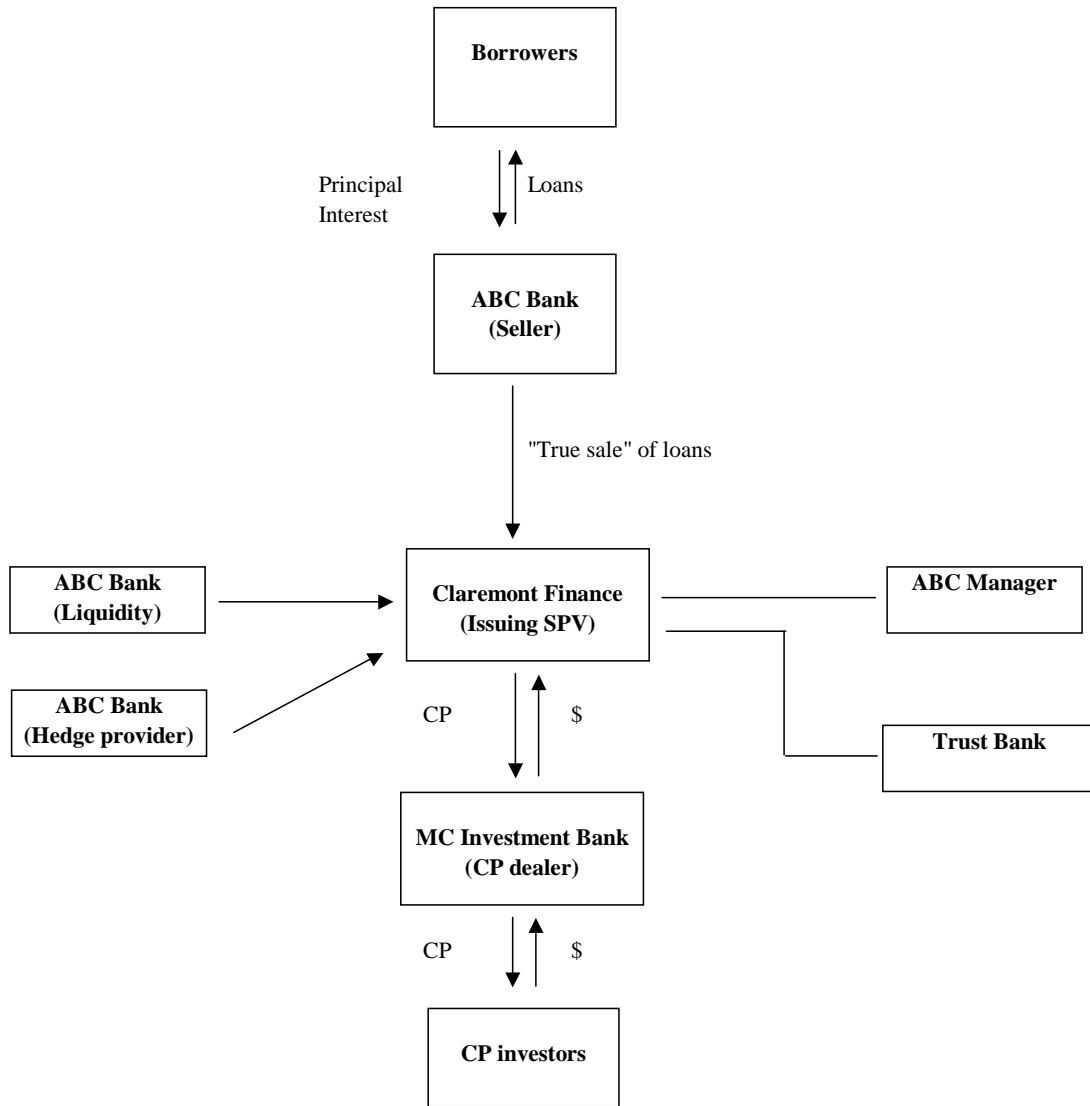 Borrowers
Principal
Interest
Loans
ABC Bank
(Seller)
"True sale" of loans
ABC Bank
(Liquidity)
Claremont Finance
(Issuing SPV)
ABC Manager
ABC Bank
(Hedge provider)
CP
$
Trust Bank
MC Investment Bank
(CP dealer)
CP
$
CP investors